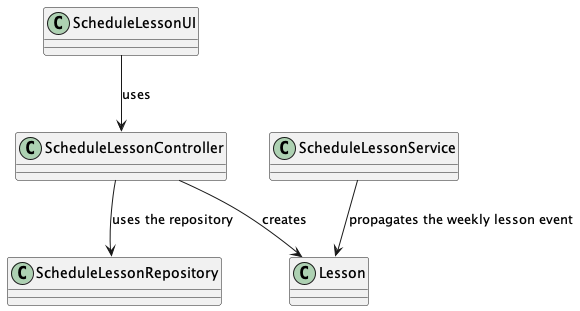 C ScheduleLessonUI
uses
C ScheduleLessonController
C ScheduleLessonService
uses the repository
creates
propagates the weekly lesson event
C ScheduleLessonRepository
C Lesson